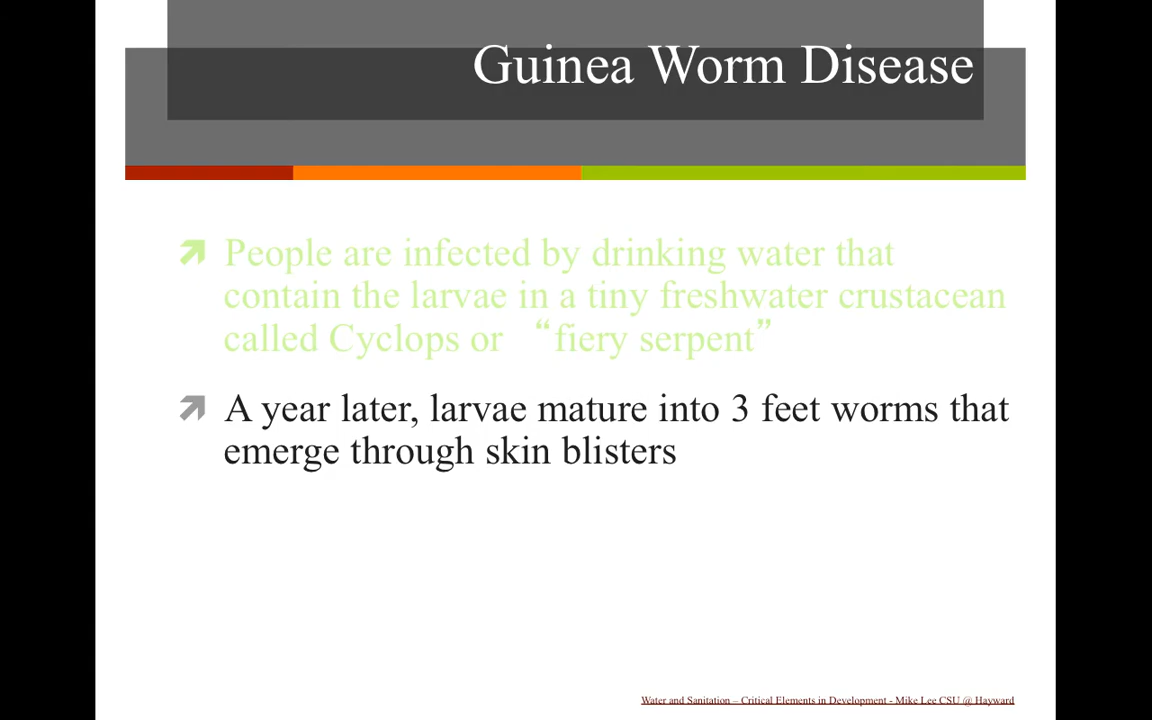 Guinea Worm Disease
People are infected by drinking water that
contain the larvae in a tiny freshwater crustacean
called Cyclops or “fiery serpent”
A year later, larvae mature into 3 feet worms that
emerge through skin blisters
Water and Sanitation – Critical Elements in Development - Mike Lee CSU @ Hayward